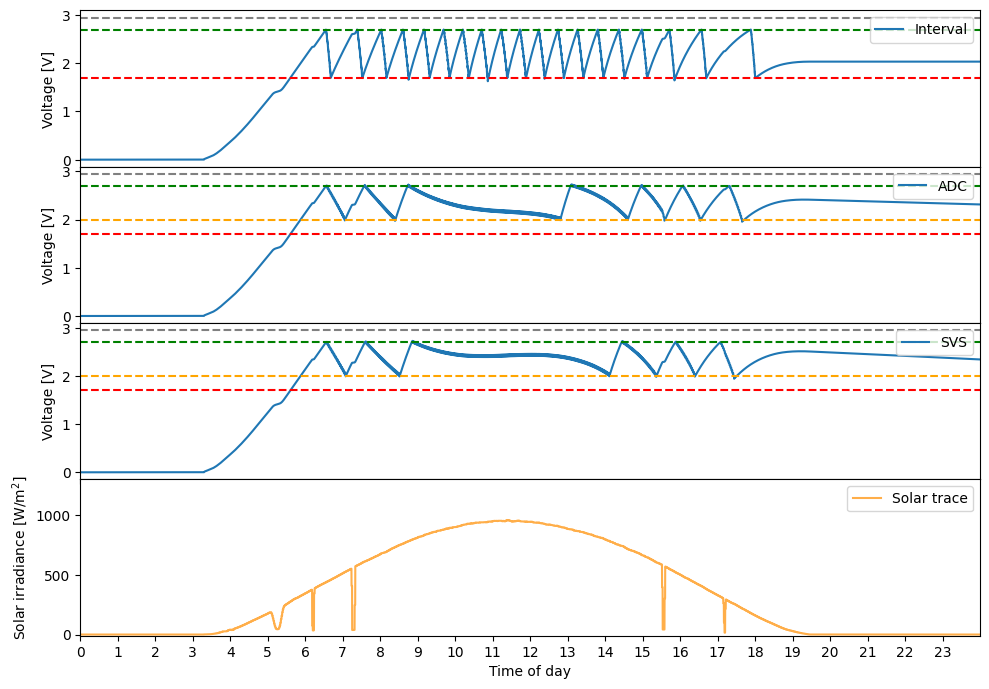 Voltage [V]
3
2
1
0
Interval
Voltage [V]
3
2
1
0
ADC
Voltage [V]
3
2
1
0
SVS
Solar irradiance [W/m²]
1000
500
0
Solar trace
0 1 2 3 4 5 6 7 8 9 10 11 12 13 14 15 16 17 18 19 20 21 22 23
Time of day